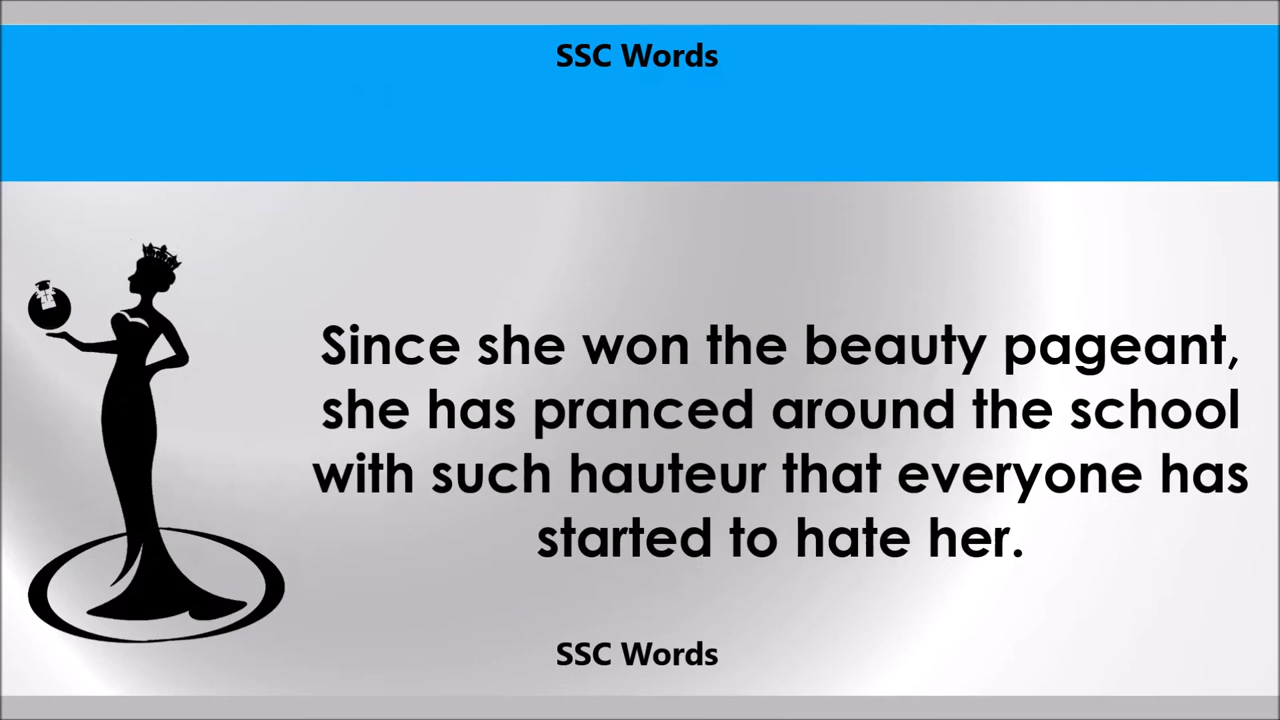 SSC Words
Since she won the beauty pageant,
she has pranced around the school
with such hauteur that everyone has
started to hate her.
SSC Words